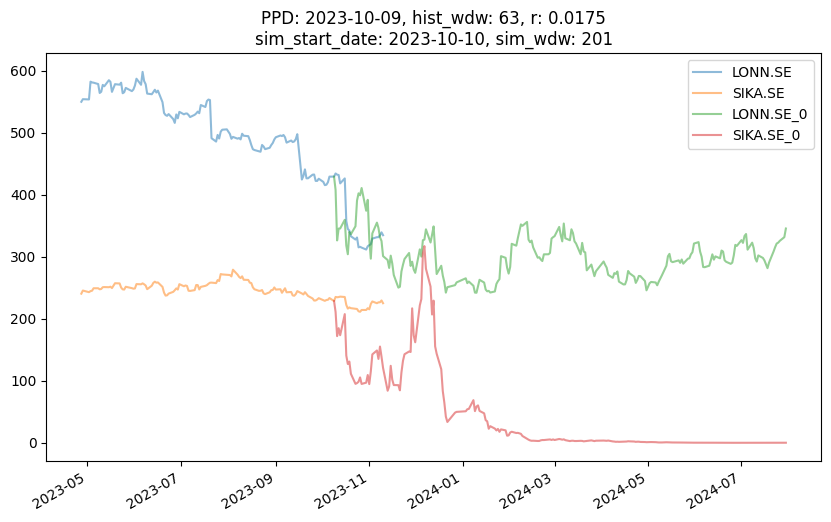 PPD: 2023-10-09, hist_wdw: 63, r: 0.0175
sim_start_date: 2023-10-10, sim_wdw: 201
LONN.SE
SIKA.SE
LONN.SE_0
SIKA.SE_0
600
500
400
300
200
100
0
2023-05
2023-07
2023-09
2023-11
2024-01
2024-03
2024-05
2024-07